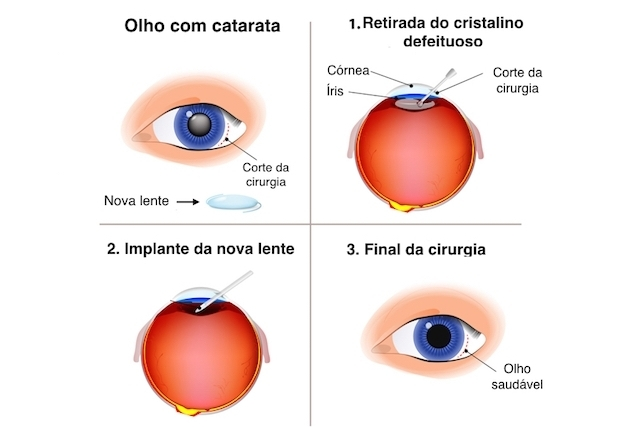 Olho com catarata
Corte da
cirurgia
Nova lente
1. Retirada do cristalino
defeituoso
Córnea
Íris
Corte da
cirurgia
2. Implante da nova lente
3. Final da cirurgia
Olho
saudável